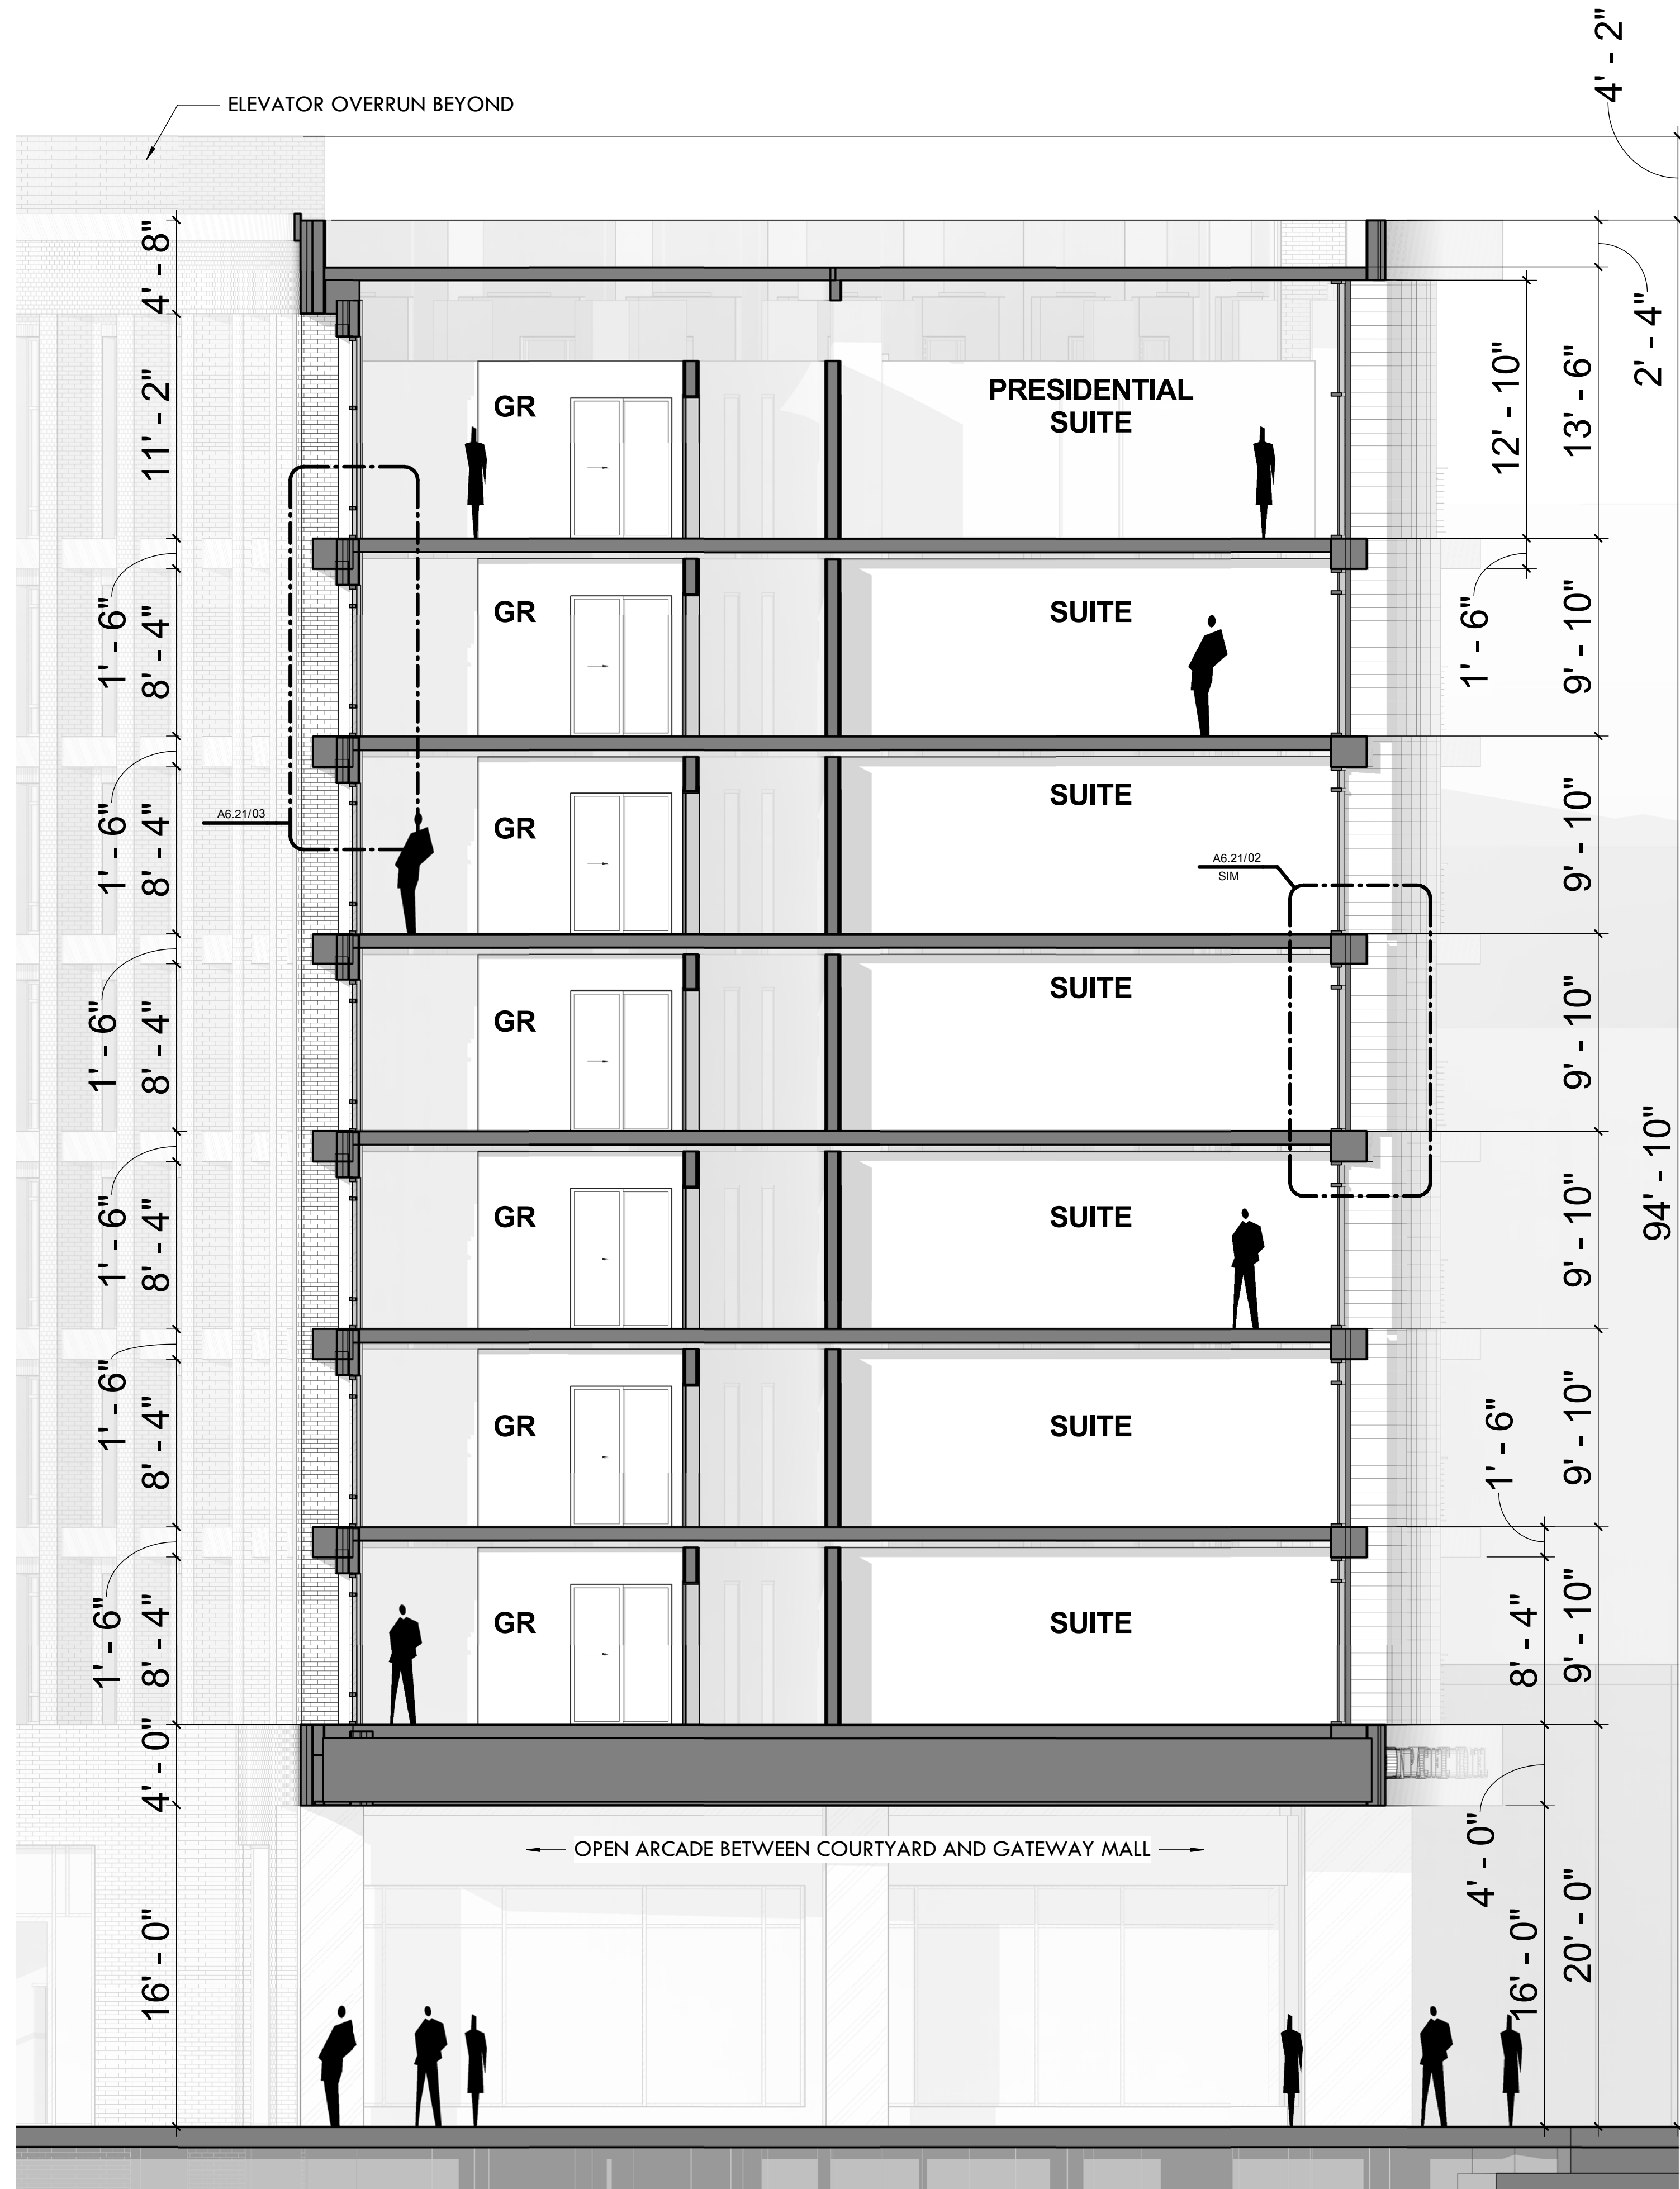 4' - 2"
ELEVATOR OVERRUN BEYOND
4' - 8"
2' - 4"
11' - 2"
GR
PRESIDENTIAL
SUITE
12' - 10"
13' - 6"
1' - 6"
8' - 4"
GR
SUITE
1' - 6"
9' - 10"
1' - 6"
8' - 4"
A6.21/03
GR
SUITE
A6.21/02
SIM
9' - 10"
1' - 6"
8' - 4"
GR
SUITE
9' - 10"
94' - 10"
1' - 6"
8' - 4"
GR
SUITE
9' - 10"
1' - 6"
8' - 4"
GR
SUITE
1' - 6"
9' - 10"
1' - 6"
8' - 4"
GR
SUITE
8' - 4"
9' - 10"
4' - 0"
OPEN ARCADE BETWEEN COURTYARD AND GATEWAY MALL
4' - 0"
16' - 0"
16' - 0"
20' - 0"